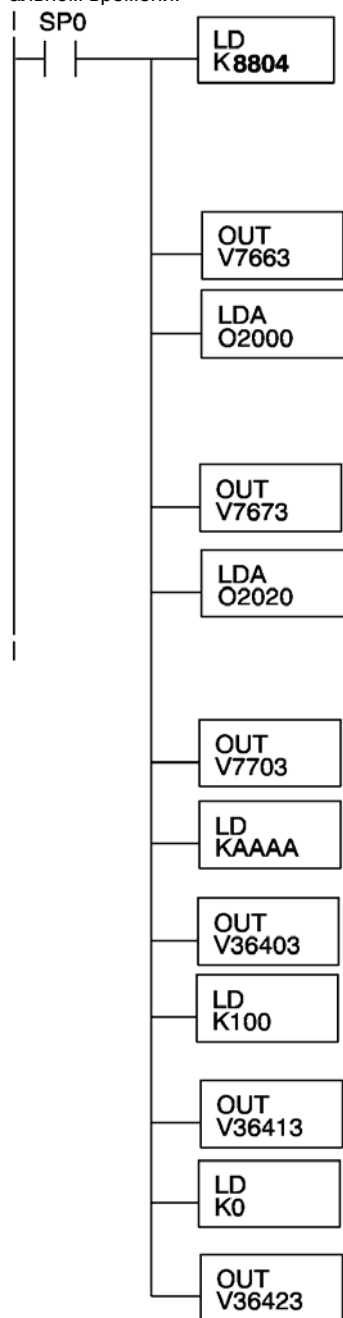 SP0
LD
K8804
OUT
V7663
LDA
O2000
OUT
V7673
LDA
O2020
OUT
V7703
LD
KAAAA
OUT
V36403
LD
K100
OUT
V36413
LD
K0
OUT
V36423